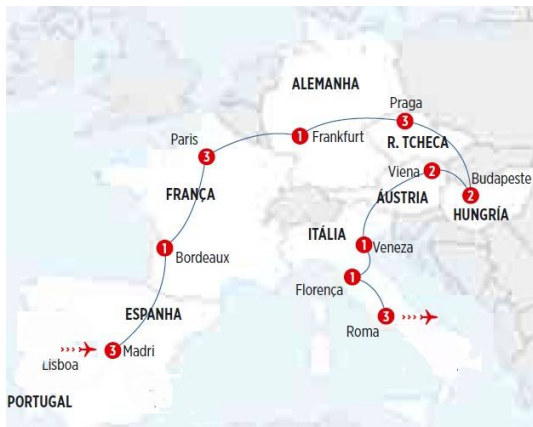 ALEMANHA
Praga
3
Paris
1 Frankfurt
3
R. TCHECA
Viena 2
Budapeste
2
FRANÇA
ÁUSTRIA
HUNGRÍA
ITÁLIA
1 Veneza
1
Bordeaux
1
Florença
3
Roma
ESPANHA
3 Madri
Lisboa
PORTUGAL